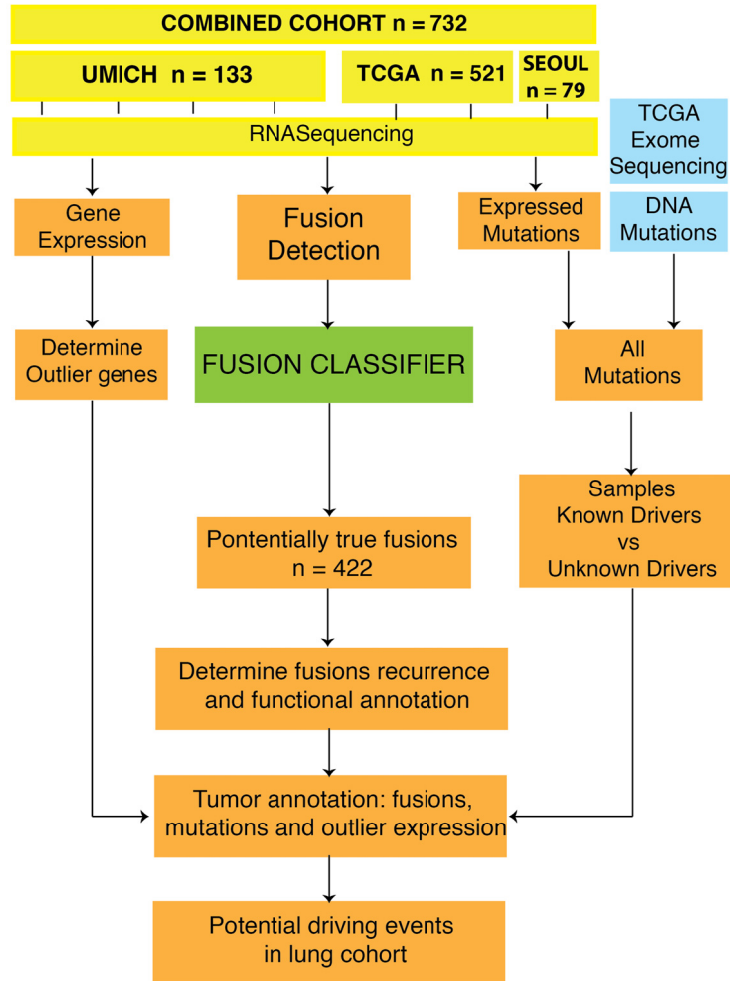 COMBINED COHORT n = 732
UMICH n = 133
TCGA n = 521
SEOUL
n = 79
RNASequencing
TCGA
Exome
Sequencing
Gene
Expression
Fusion
Detection
Expressed
Mutations
DNA
Mutations
Determine
Outlier genes
FUSION CLASSIFIER
All
Mutations
Pontentially true fusions
n = 422
Samples
Known Drivers
vs
Unknown Drivers
Determine fusions recurrence
and functional annotation
Tumor annotation: fusions,
mutations and outlier expression
Potential driving events
in lung cohort